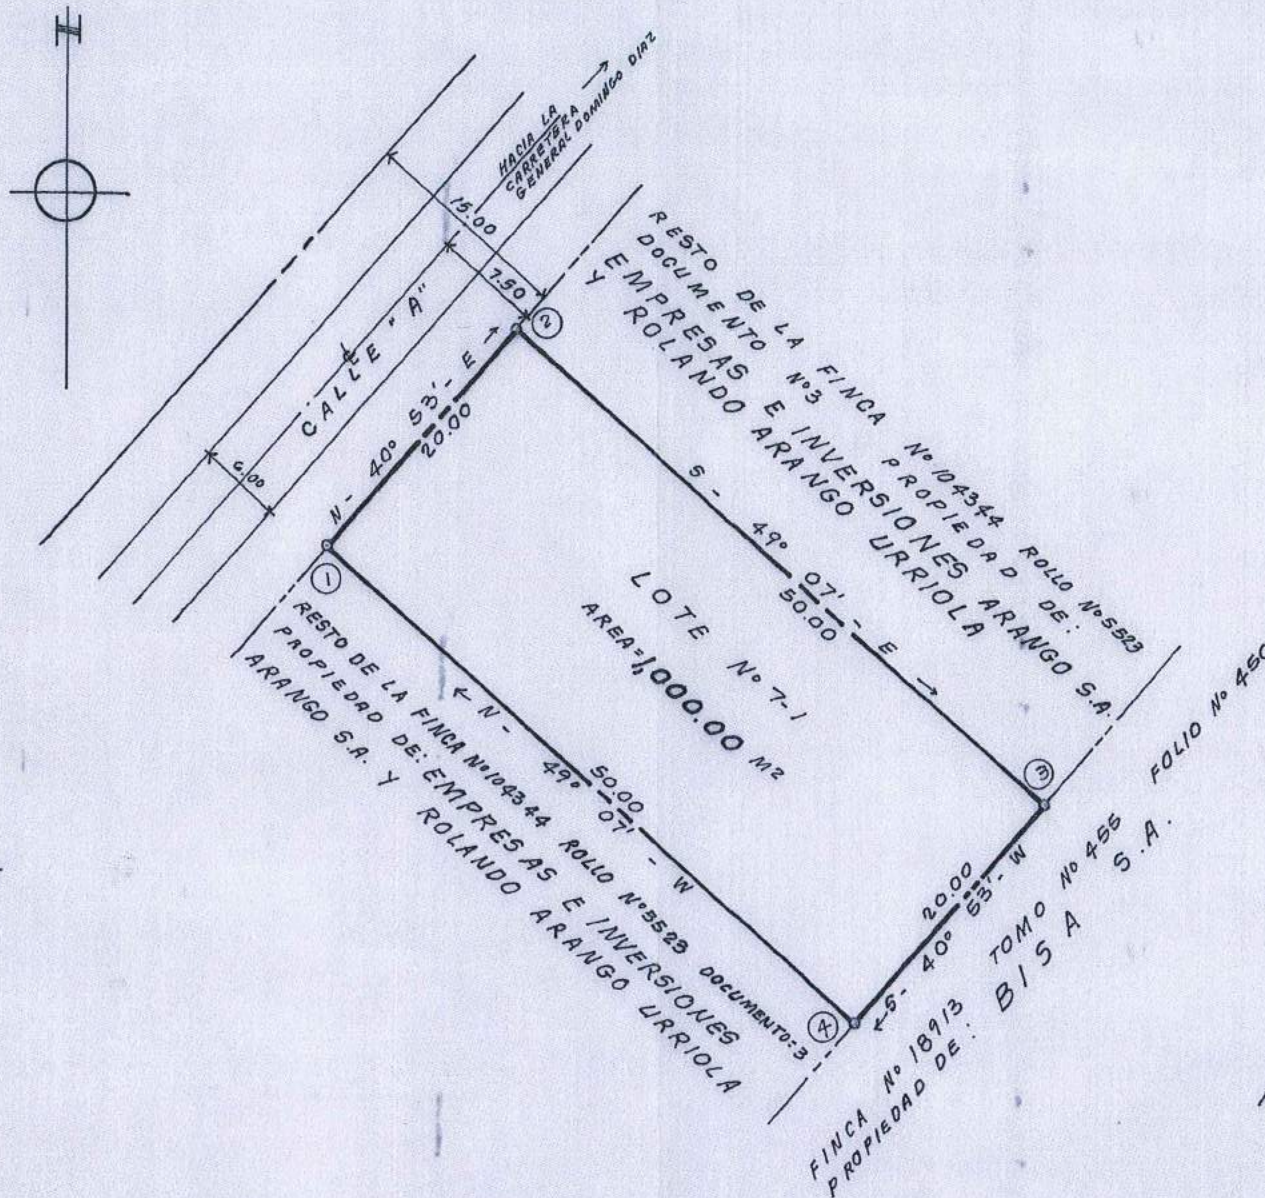 N
HACIA LA
CARRETERA
GENERAL DOMINGO DIAZ
15.00
7.50
CALLE "A"
6.00
N - 40° 53' - E
20.00
1
2
3
4
RESTO DE LA FINCA Nº 104344 ROLLO Nº 5523
DOCUMENTO Nº 3 PROPIEDAD DE:
EMPRESAS E INVERSIONES ARANGO S.A.
Y ROLANDO ARANGO URRIOLA
S - 49° 07' - E
50.00
LOTE Nº 7-1
AREA=1,000.00 M2
50.00
N - 49° 07' - W
RESTO DE LA FINCA Nº 104344 ROLLO Nº 5523 DOCUMENTO:3
PROPIEDAD DE: EMPRESAS E INVERSIONES
ARANGO S.A. Y ROLANDO ARANGO URRIOLA
20.00
S - 40° 53' - W
FINCA Nº 18913 TOMO Nº 455 FOLIO Nº 450
PROPIEDAD DE: BISA S.A.